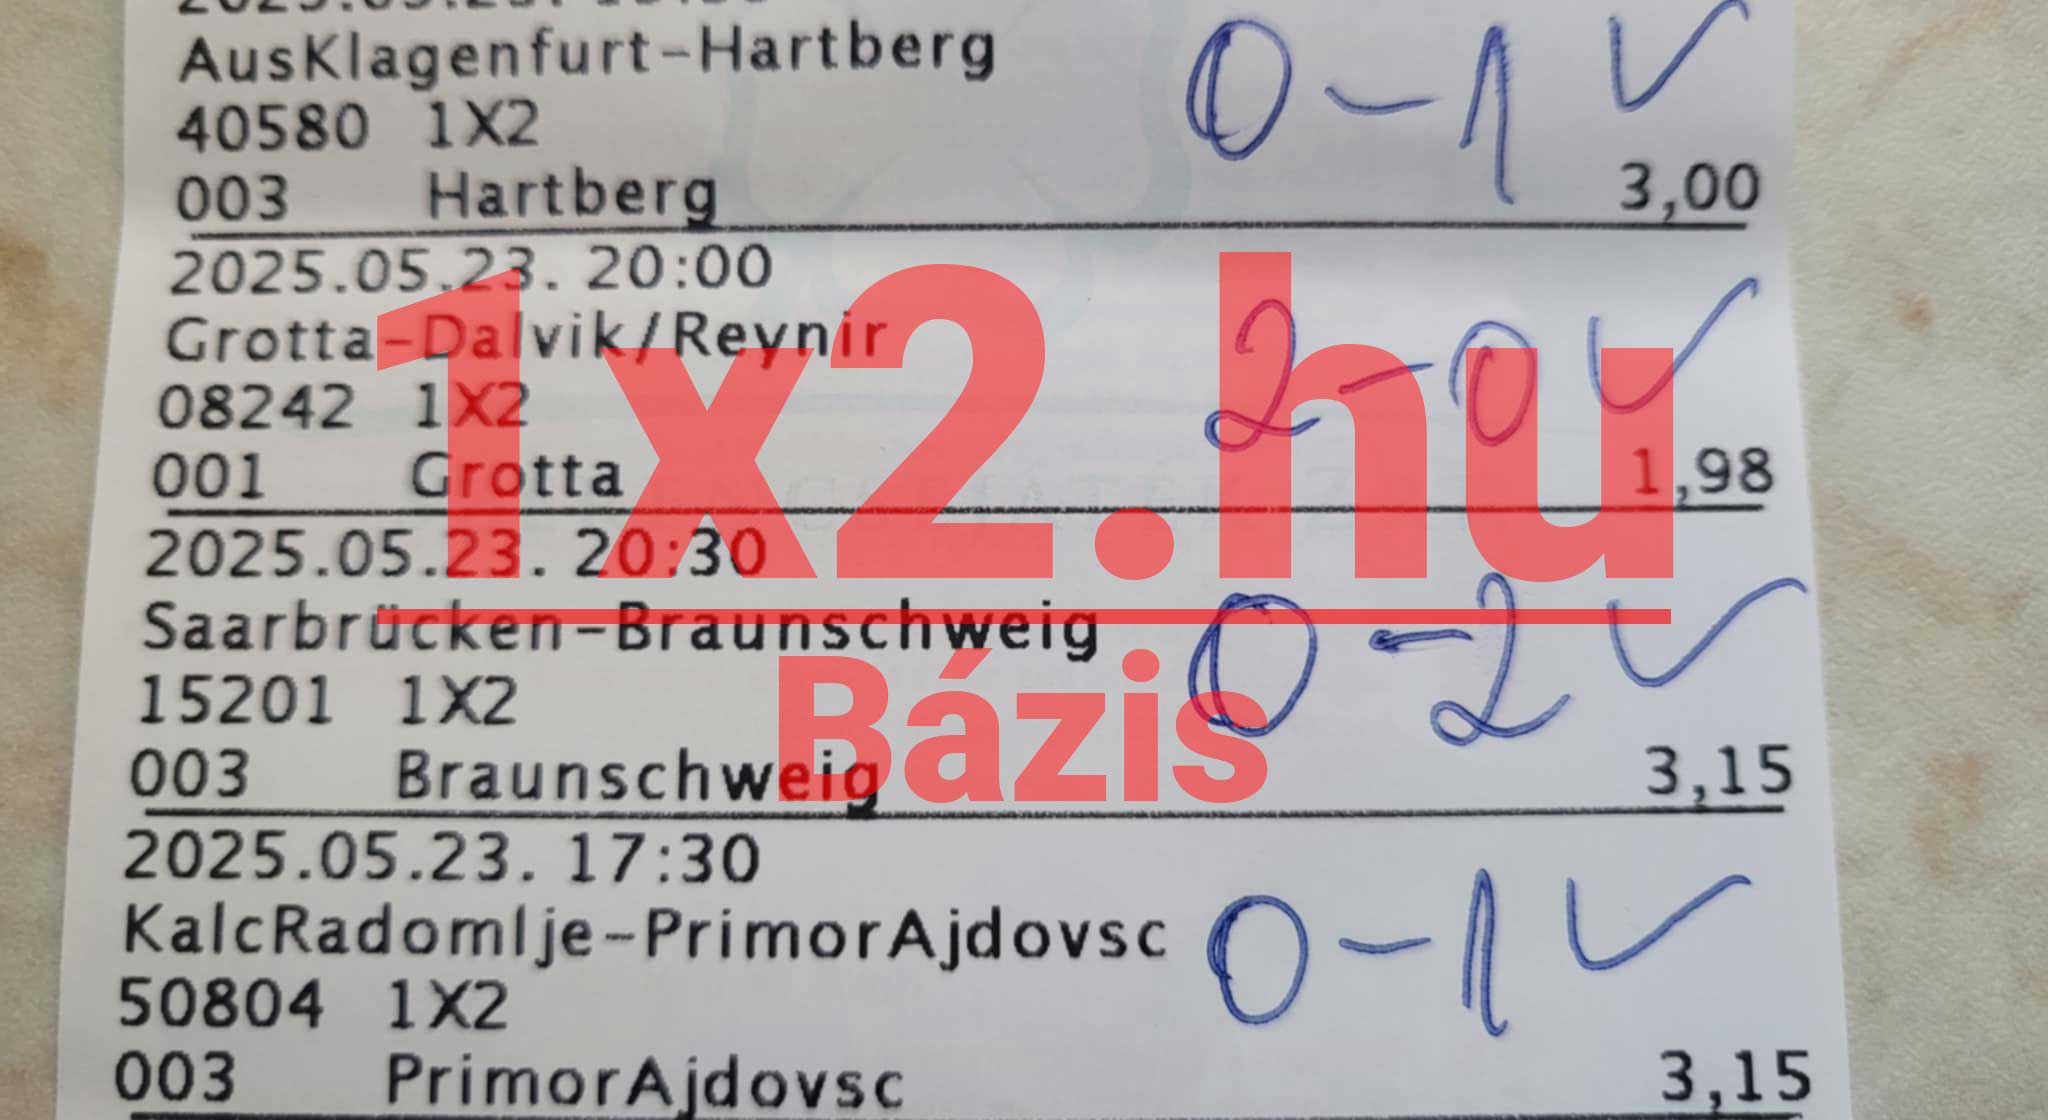 AusKlagenfurt-Hartberg
0-1 ✓
40580 1X2
003 Hartberg 3,00
2025.05.23. 20:00
Grotta-Dalvik/Reynir
2-0 ✓
08242 1X2
001 Grotta 1,98
2025.05.23. 20:30
Saarbrücken-Braunschweig
0-2 ✓
15201 1X2
003 Braunschweig 3,15
2025.05.23. 17:30
KalcRadomlje-PrimorAjdovsc
0-1 ✓
50804 1X2
003 PrimorAjdovsc 3,15
1x2.hu
Bázis